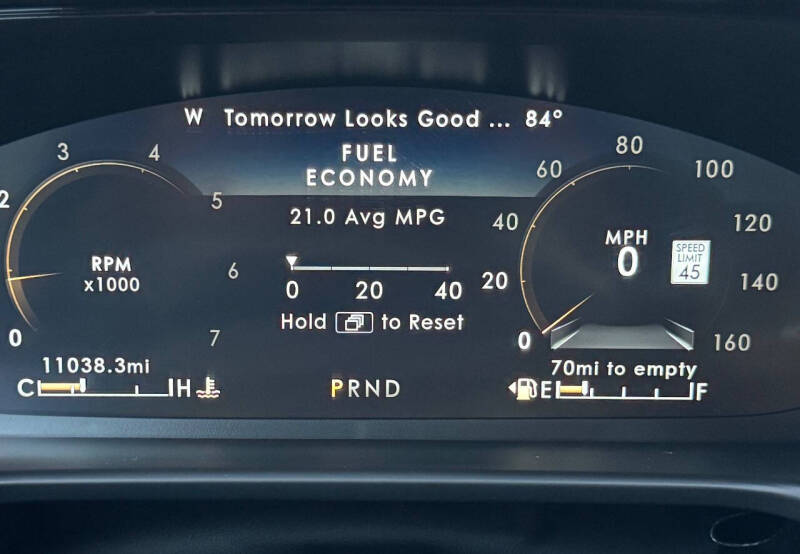 W Tomorrow Looks Good ... 84°
FUEL
ECONOMY
21.0 Avg MPG
0 20 40
Hold to Reset
0 2 3 4 5 6 7
RPM
x1000
11038.3mi
C H
PRND
0 20 40 60 80 100 120 140 160
MPH
0
SPEED
LIMIT
45
70mi to empty
E F